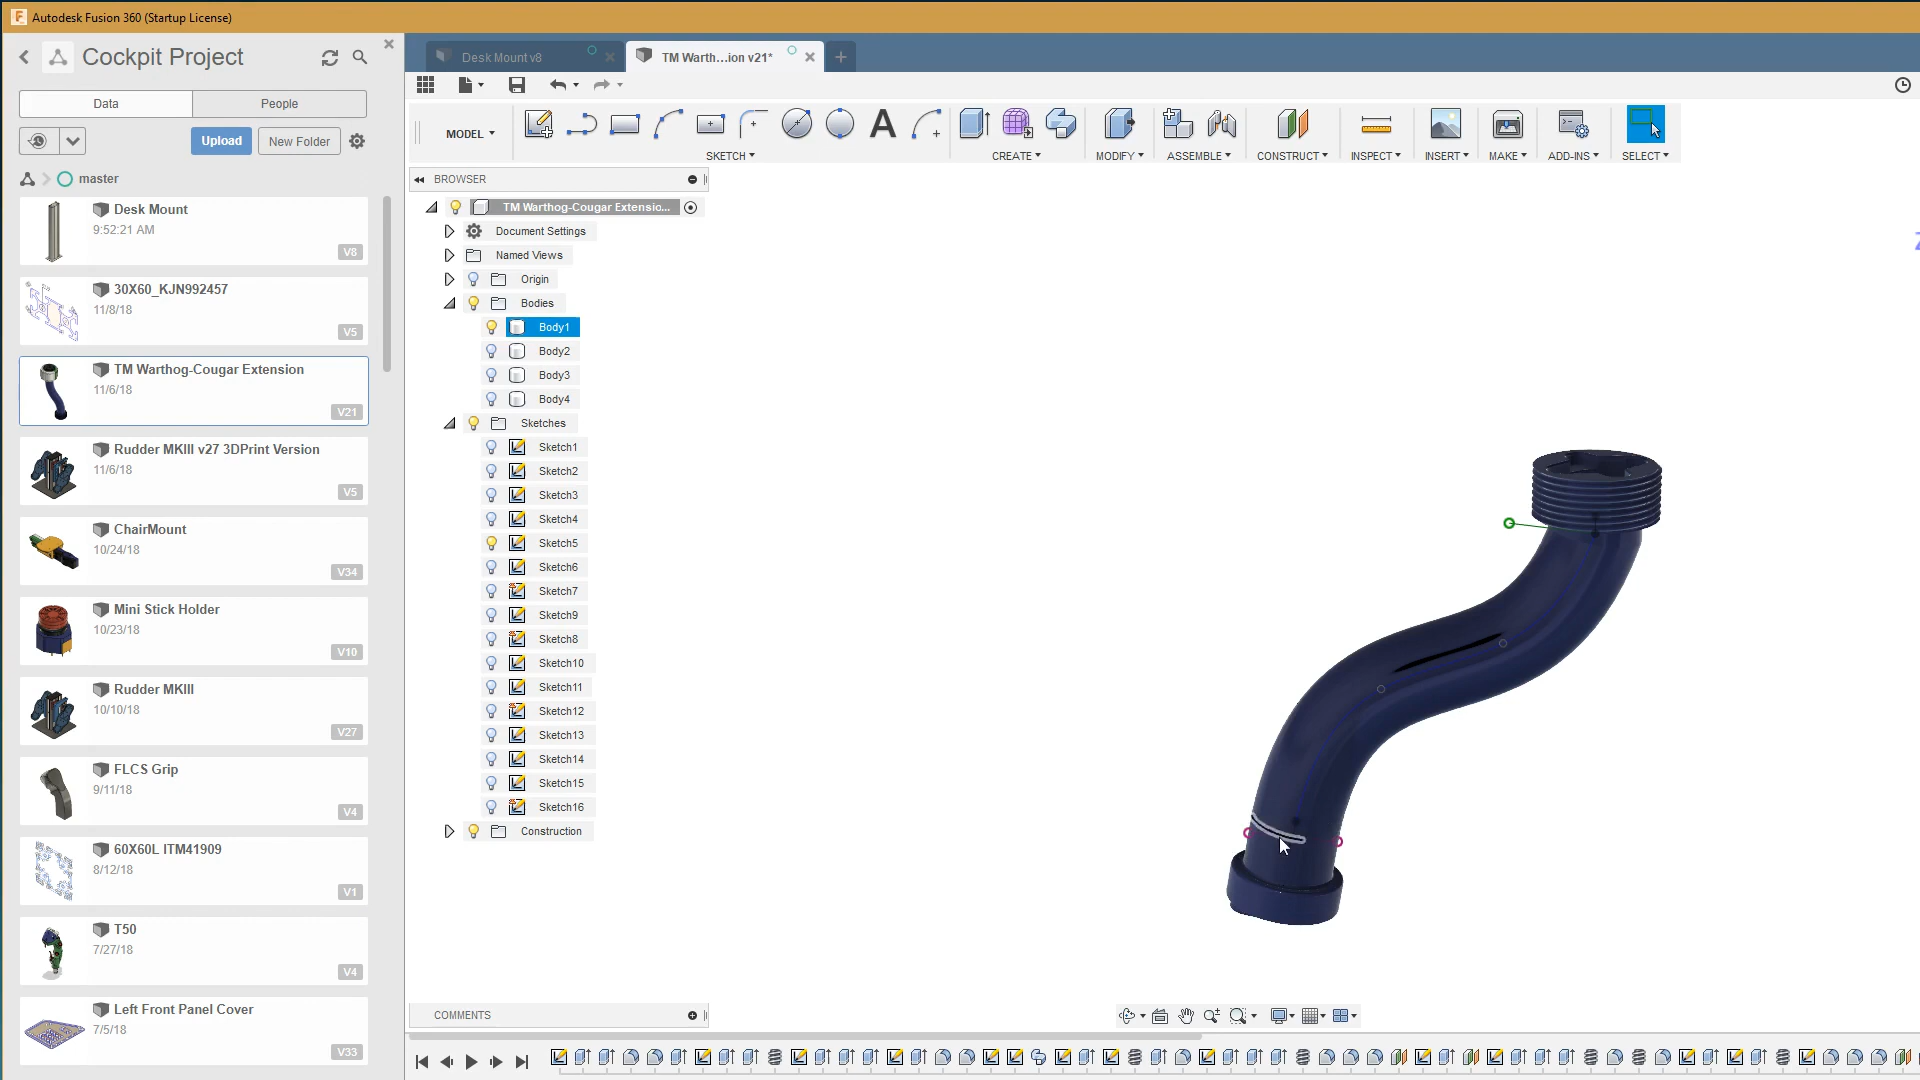 Autodesk Fusion 360 (Startup License)
Cockpit Project
Data
People
Upload
New Folder
master
Desk Mount
9:52:21 AM
V8
30X60_KJN992457
11/8/18
V5
TM Warthog-Cougar Extension
11/6/18
V21
Rudder MKIII v27 3DPrint Version
11/6/18
V5
ChairMount
10/24/18
V34
Mini Stick Holder
10/23/18
V10
Rudder MKIII
10/10/18
V27
FLCS Grip
9/11/18
V4
60X60L ITM41909
8/12/18
V1
T50
7/27/18
V4
Left Front Panel Cover
7/5/18
V33
Desk Mount v8
TM Warth...ion v21*
MODEL
SKETCH
CREATE
MODIFY
ASSEMBLE
CONSTRUCT
INSPECT
INSERT
MAKE
ADD-INS
SELECT
BROWSER
TM Warthog-Cougar Extensio...
Document Settings
Named Views
Origin
Bodies
Body1
Body2
Body3
Body4
Sketches
Sketch1
Sketch2
Sketch3
Sketch4
Sketch5
Sketch6
Sketch7
Sketch9
Sketch8
Sketch10
Sketch11
Sketch12
Sketch13
Sketch14
Sketch15
Sketch16
Construction
Z
COMMENTS